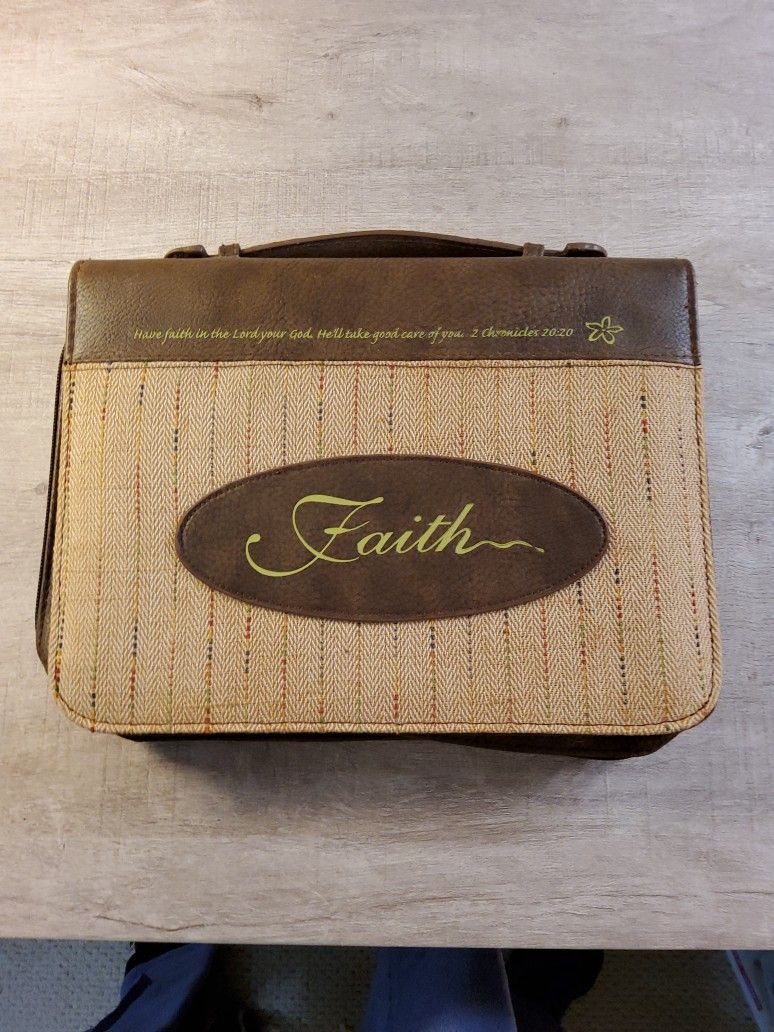 Have faith in the Lord your God. He'll take good care of you. 2 Chronicles 20:20
Faith